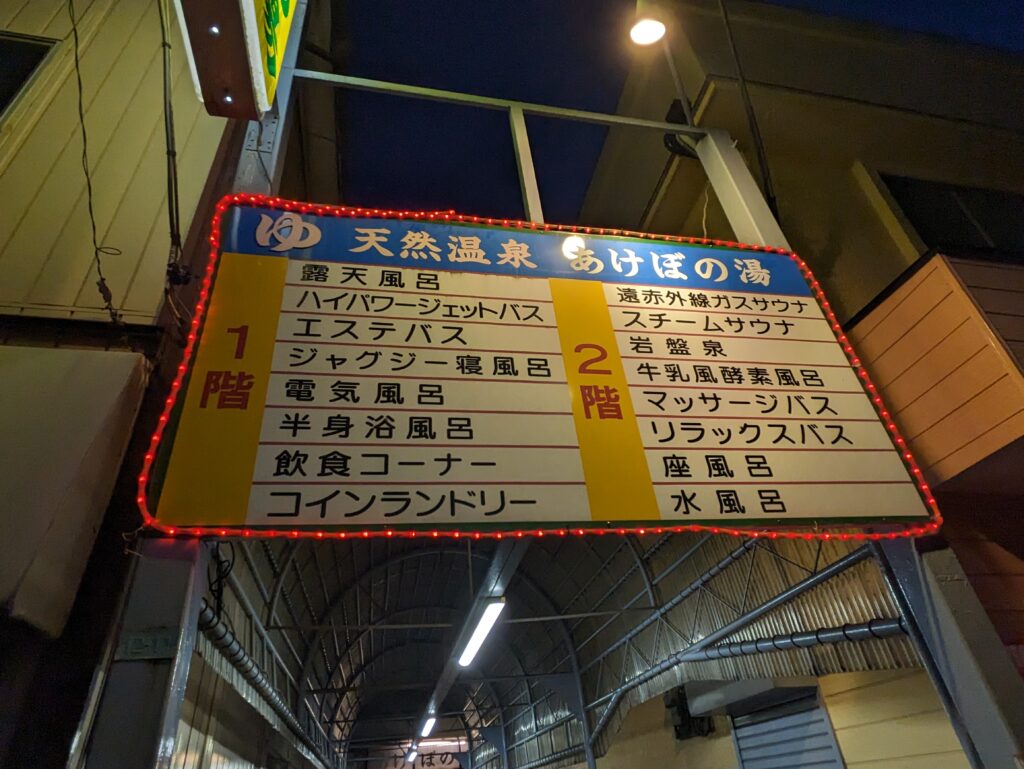 ゆ 天然温泉 あけぼの湯
1階
露天風呂
ハイパワージェットバス
エステバス
ジャグジー寝風呂
電気風呂
半身浴風呂
飲食コーナー
コインランドリー
2階
遠赤外線ガスサウナ
スチームサウナ
岩盤泉
牛乳風酵素風呂
マッサージバス
リラックスバス
座風呂
水風呂
けぼの